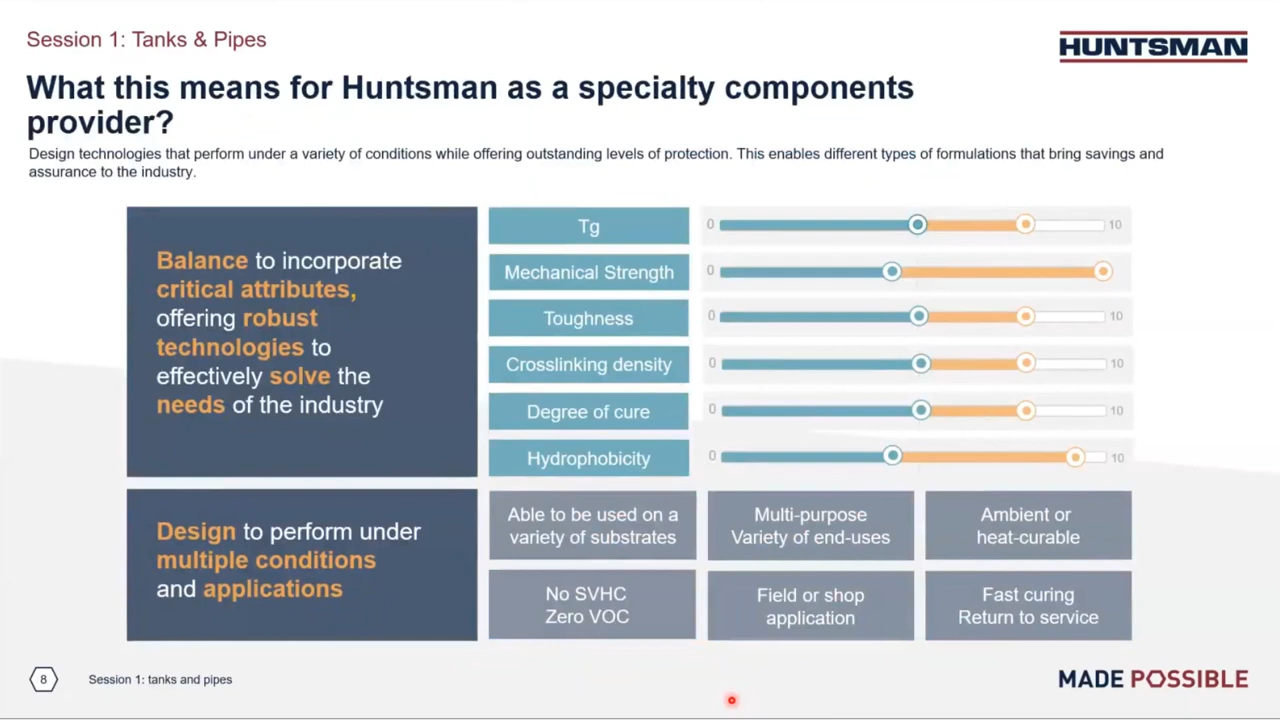 Session 1: Tanks & Pipes
HUNTSMAN
What this means for Huntsman as a specialty components
provider?
Design technologies that perform under a variety of conditions while offering outstanding levels of protection. This enables different types of formulations that bring savings and
assurance to the industry.
Balance to incorporate
critical attributes,
offering robust
technologies to
effectively solve the
needs of the industry
Tg
0 10
Mechanical Strength
0 10
Toughness
0 10
Crosslinking density
0 10
Degree of cure
0 10
Hydrophobicity
0 10
Design to perform under
multiple conditions
and applications
Able to be used on a
variety of substrates
Multi-purpose
Variety of end-uses
Ambient or
heat-curable
No SVHC
Zero VOC
Field or shop
application
Fast curing
Return to service
8
Session 1: tanks and pipes
MADE POSSIBLE